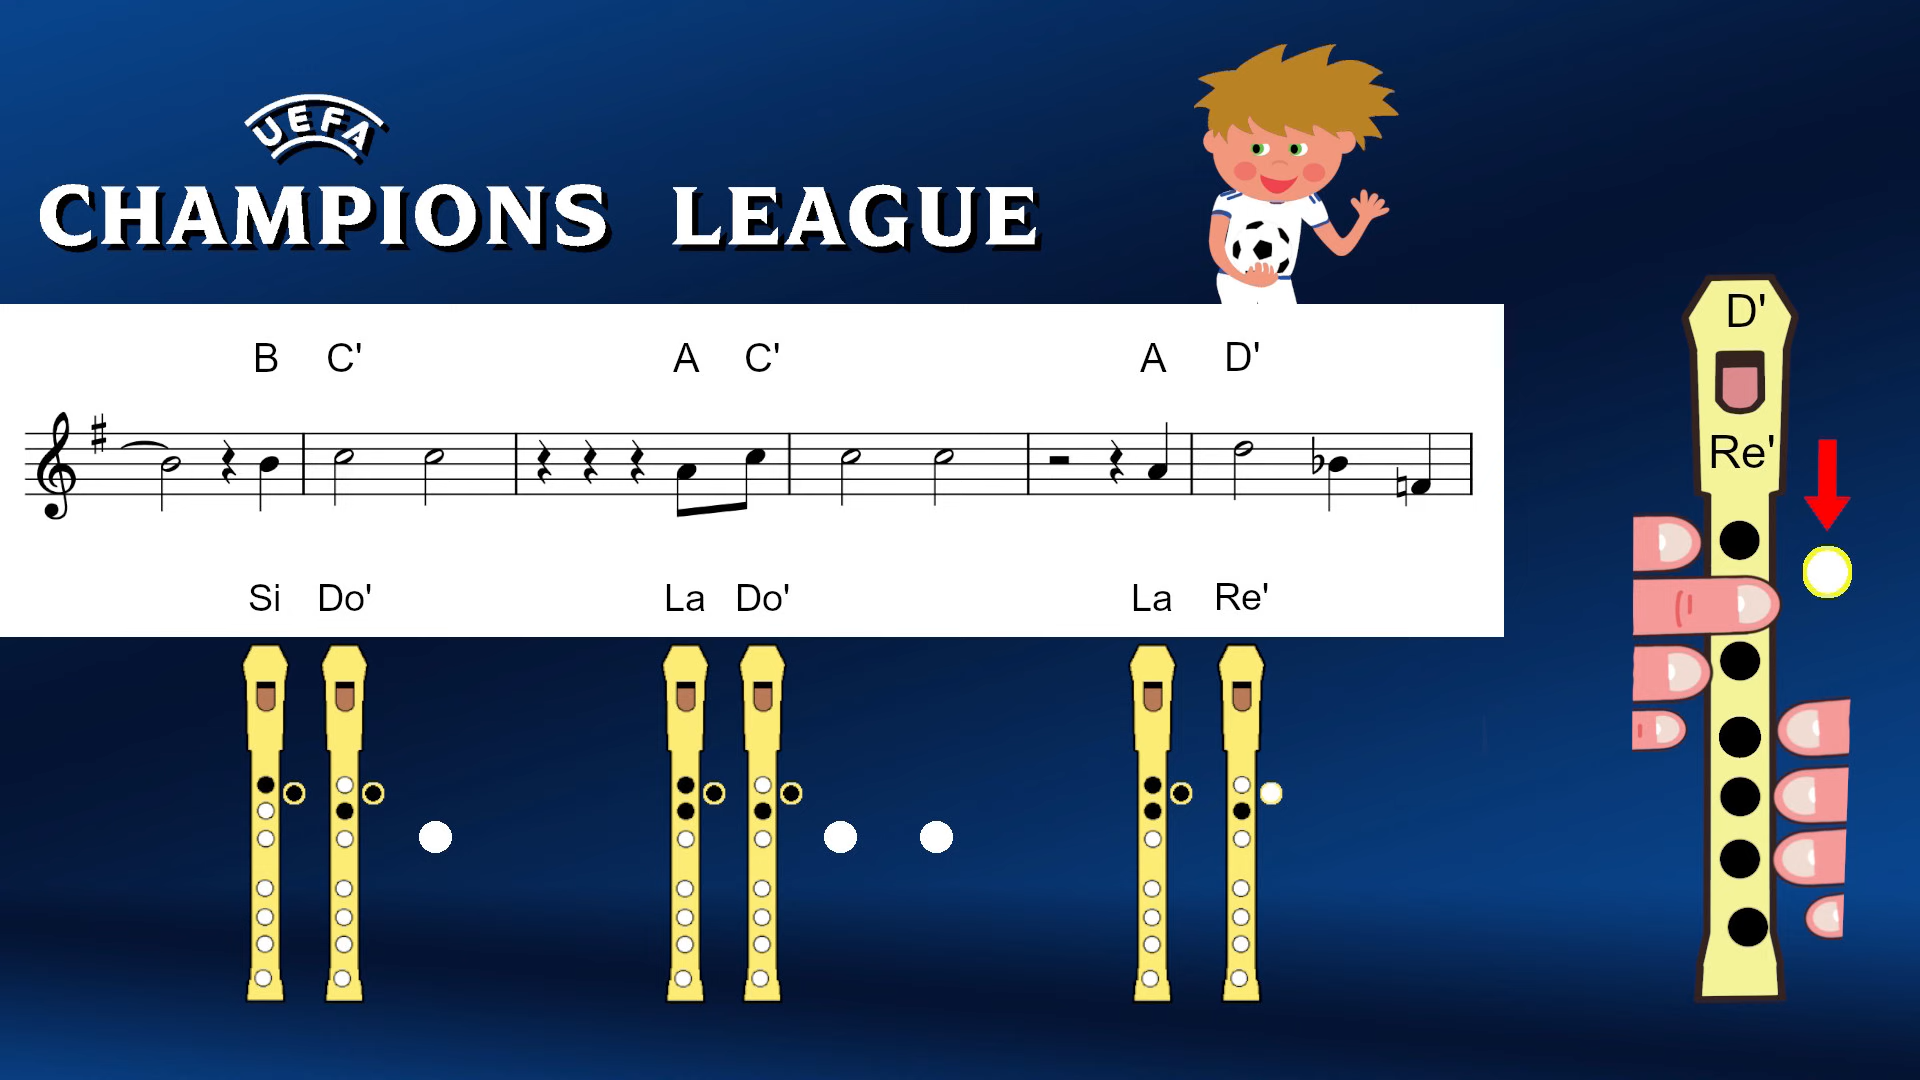 UEFA
CHAMPIONS LEAGUE
B C' A C' A D'
Si Do' La Do' La Re'
D'
Re'